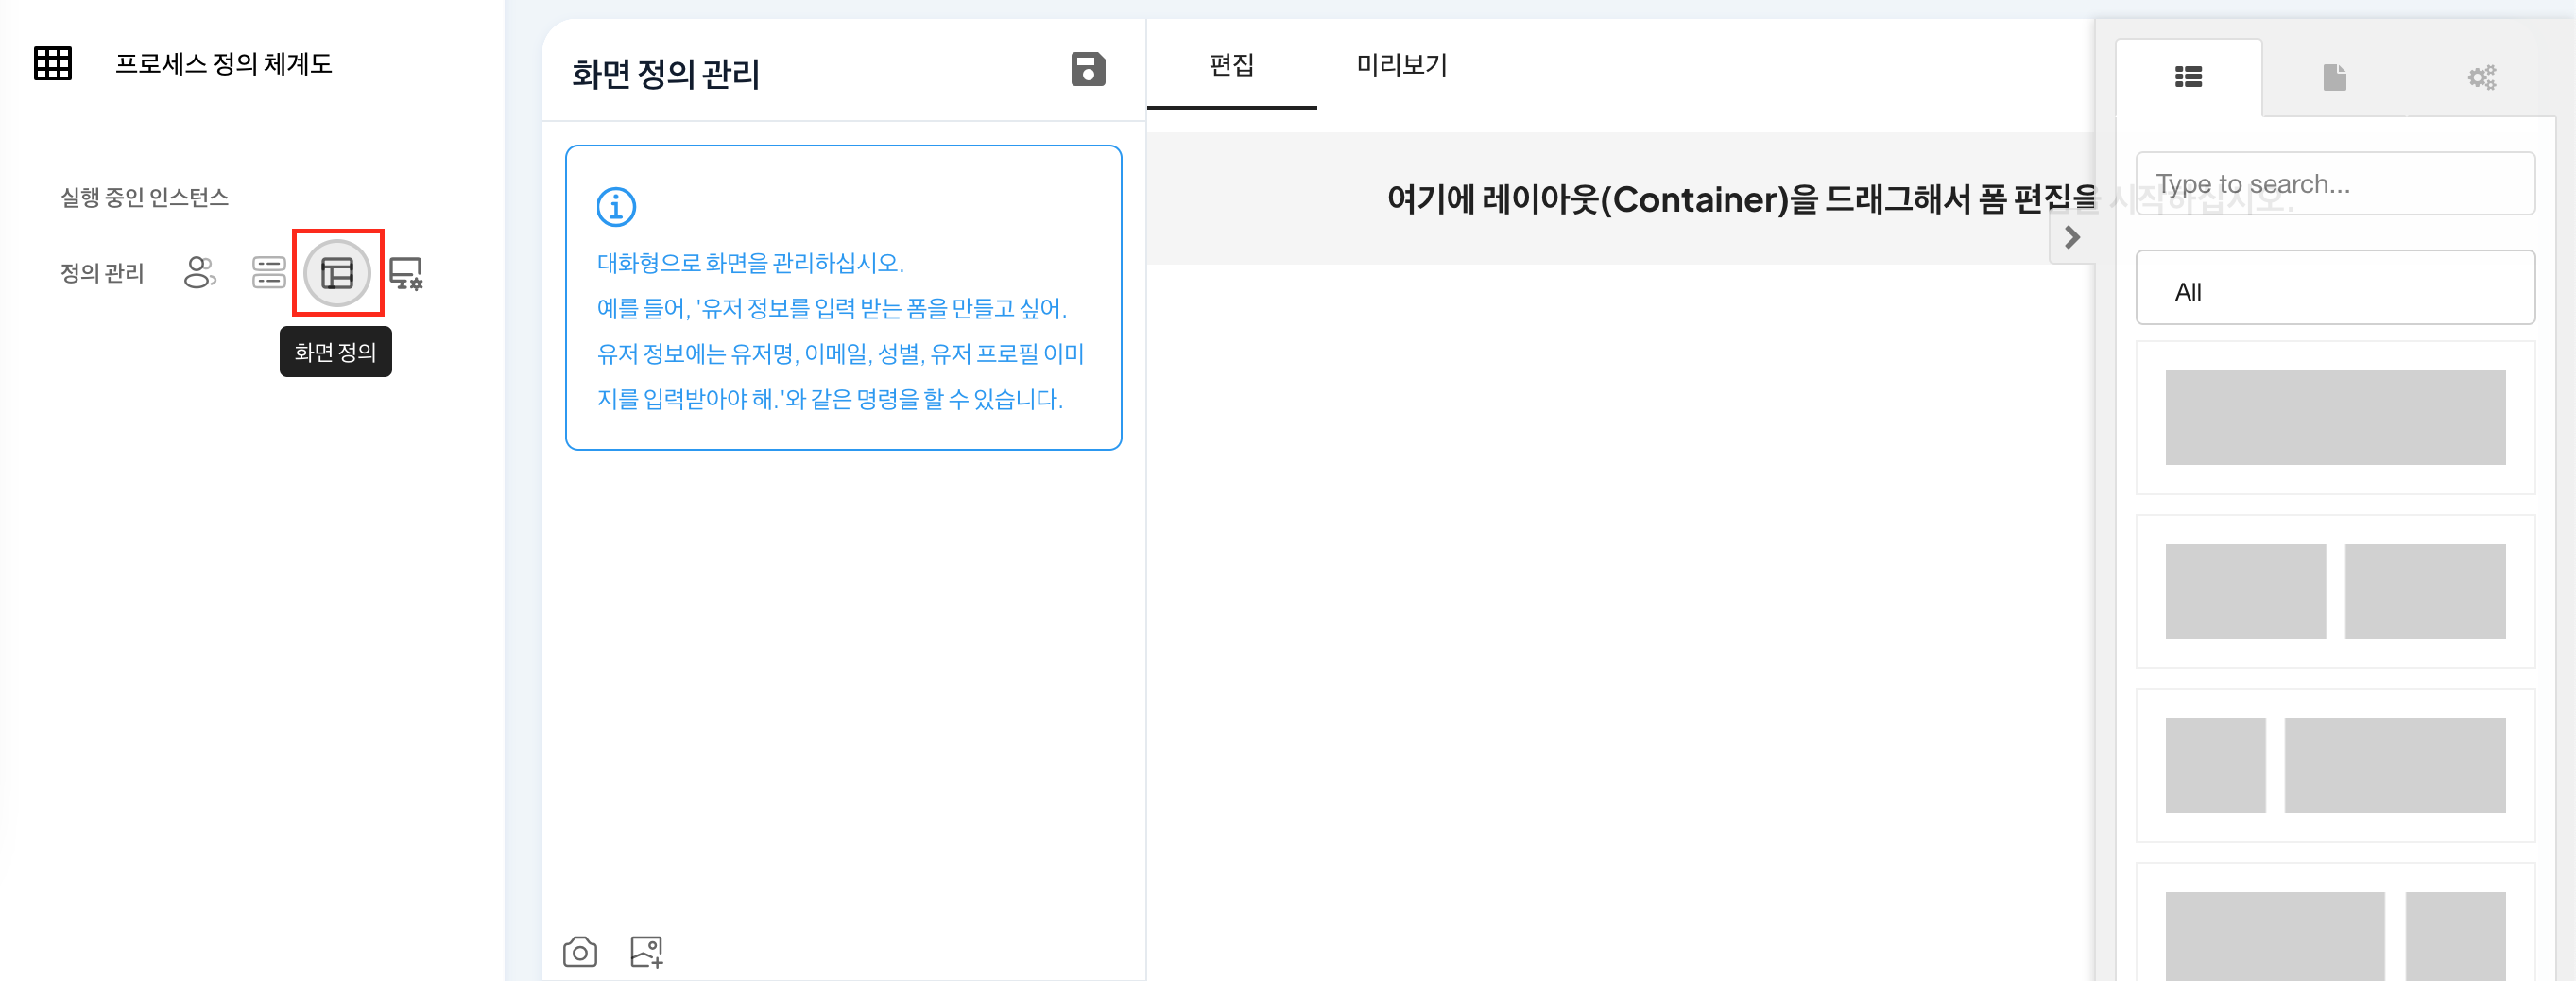 프로세스 정의 체계도
실행 중인 인스턴스
정의 관리
화면 정의
화면 정의 관리
대화형으로 화면을 관리하십시오.
예를 들어, '유저 정보를 입력 받는 폼을 만들고 싶어.
유저 정보에는 유저명, 이메일, 성별, 유저 프로필 이미
지를 입력받아야 해.'와 같은 명령을 할 수 있습니다.
편집
미리보기
여기에 레이아웃(Container)을 드래그해서 폼 편집을 시작하십시오.
Type to search...
All